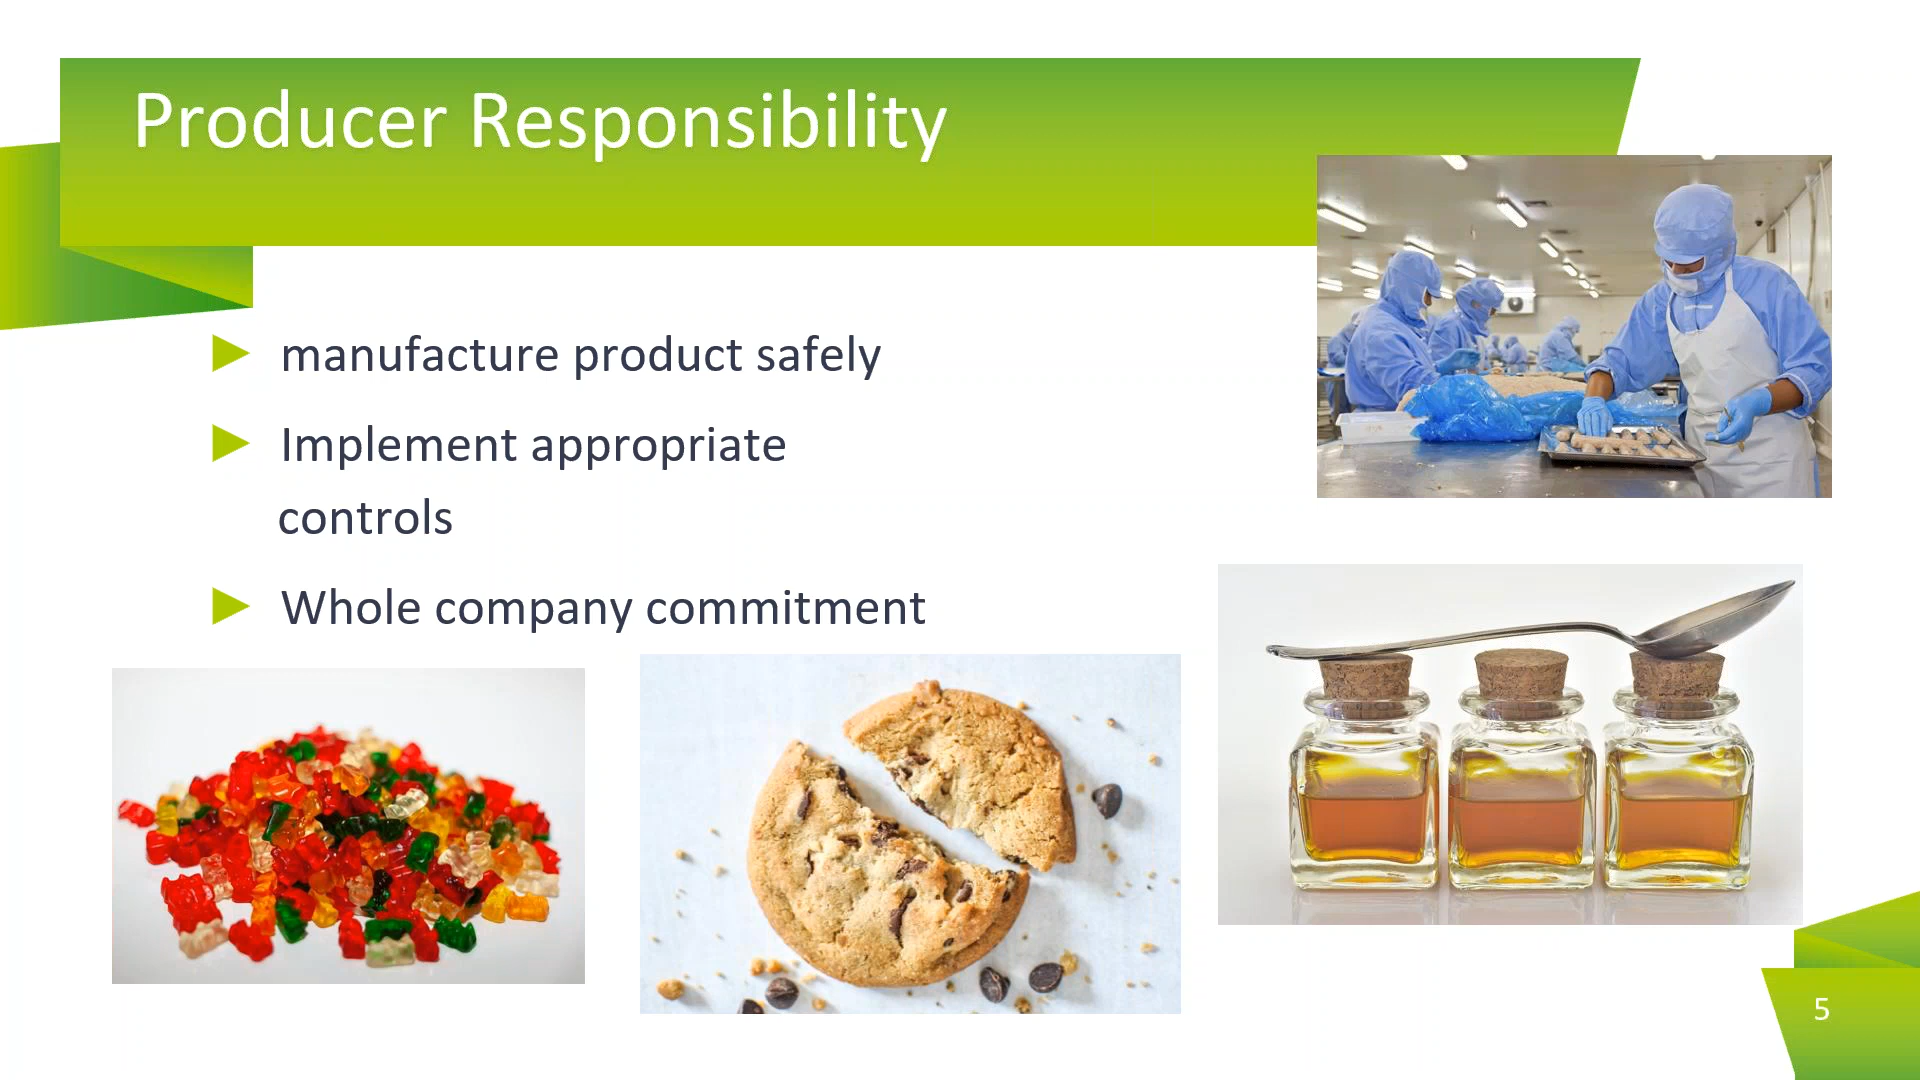 Producer Responsibility
manufacture product safely
Implement appropriate
controls
Whole company commitment
5